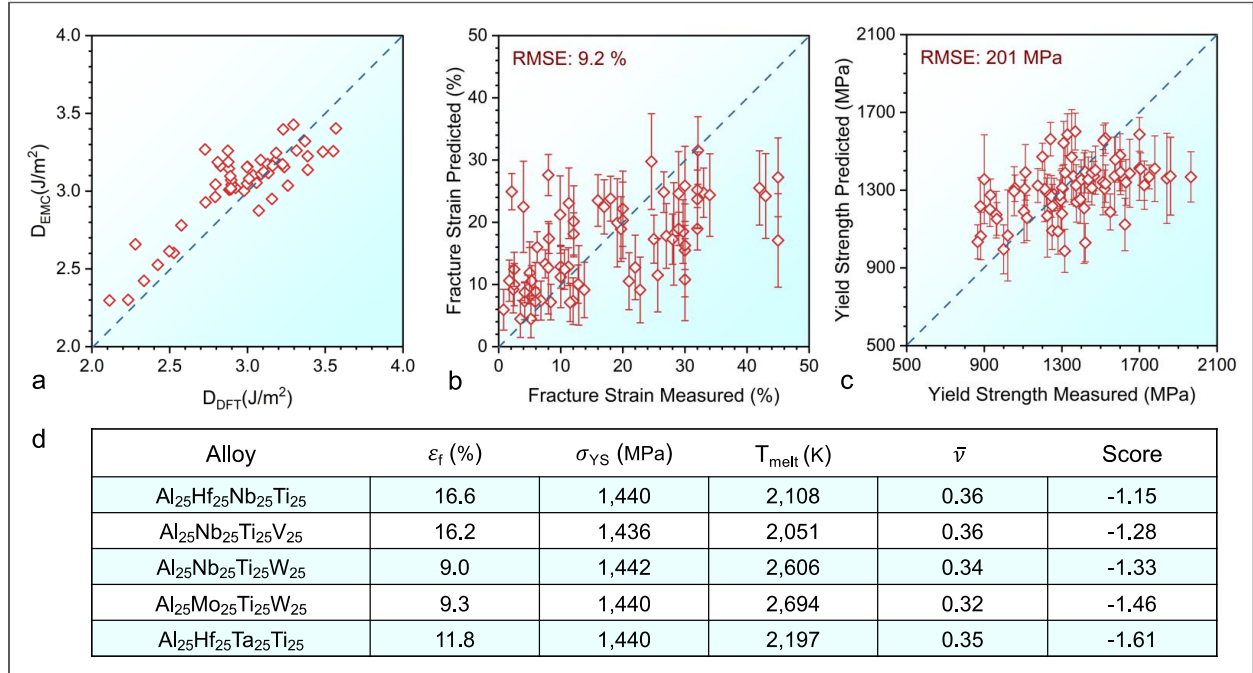 4.0
3.5
3.0
2.5
2.0
2.0 2.5 3.0 3.5 4.0
D_EMC(J/m²)
D_DFT(J/m²)
a
RMSE: 9.2 %
50
40
30
20
10
0
0 10 20 30 40 50
Fracture Strain Predicted (%)
Fracture Strain Measured (%)
b
RMSE: 201 MPa
2100
1700
1300
900
500
500 900 1300 1700 2100
Yield Strength Predicted (MPa)
Yield Strength Measured (MPa)
c
d
Alloy ε_f (%) σ_YS (MPa) T_melt (K) ν̄ Score
Al₂₅Hf₂₅Nb₂₅Ti₂₅ 16.6 1,440 2,108 0.36 -1.15
Al₂₅Nb₂₅Ti₂₅V₂₅ 16.2 1,436 2,051 0.36 -1.28
Al₂₅Nb₂₅Ti₂₅W₂₅ 9.0 1,442 2,606 0.34 -1.33
Al₂₅Mo₂₅Ti₂₅W₂₅ 9.3 1,440 2,694 0.32 -1.46
Al₂₅Hf₂₅Ta₂₅Ti₂₅ 11.8 1,440 2,197 0.35 -1.61